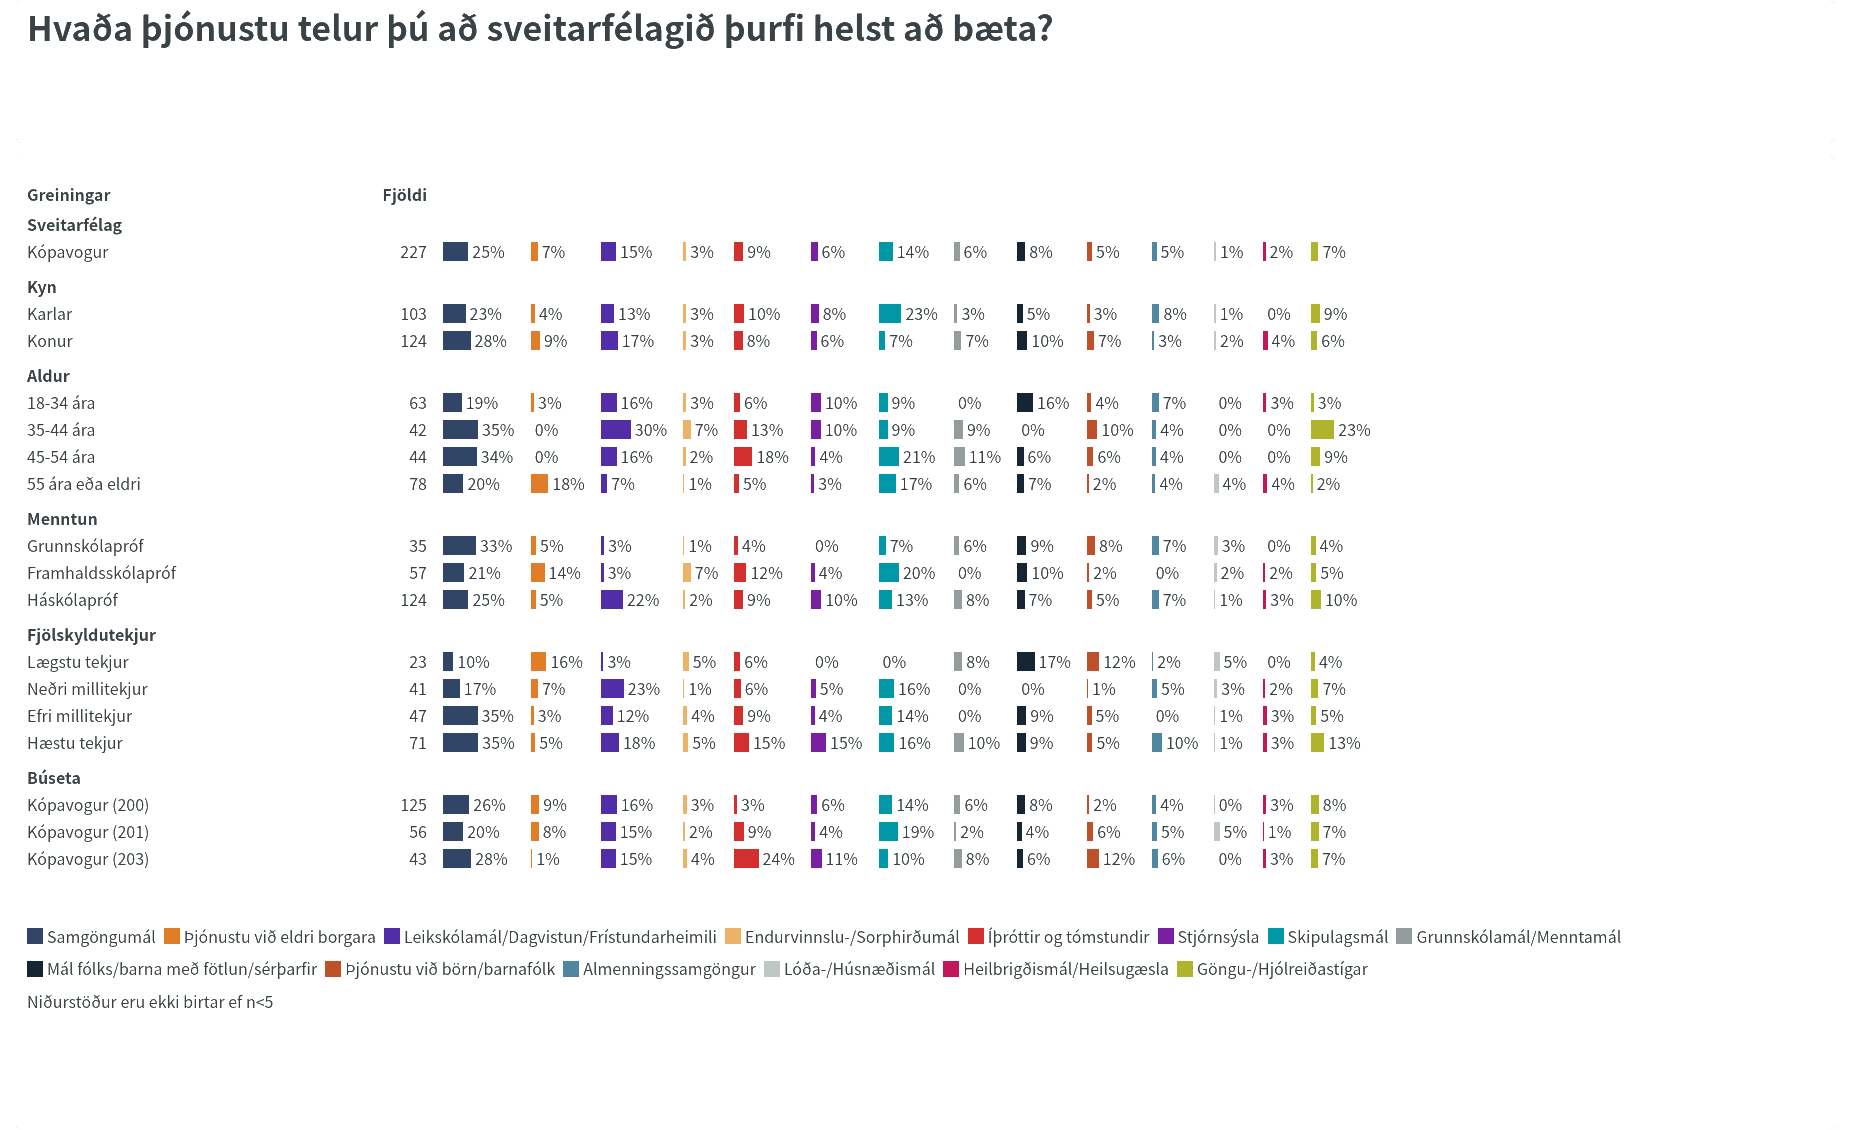 Hvaða þjónustu telur þú að sveitarfélagið þurfi helst að bæta?
Greiningar Fjöldi
Sveitarfélag
Kópavogur 227 25% 7% 15% 3% 9% 6% 14% 6% 8% 5% 5% 1% 2% 7%
Kyn
Karlar 103 23% 4% 13% 3% 10% 8% 23% 3% 5% 3% 8% 1% 0% 9%
Konur 124 28% 9% 17% 3% 8% 6% 7% 7% 10% 7% 3% 2% 4% 6%
Aldur
18-34 ára 63 19% 3% 16% 3% 6% 10% 9% 0% 16% 4% 7% 0% 3% 3%
35-44 ára 42 35% 0% 30% 7% 13% 10% 9% 9% 0% 10% 4% 0% 0% 23%
45-54 ára 44 34% 0% 16% 2% 18% 4% 21% 11% 6% 6% 4% 0% 0% 9%
55 ára eða eldri 78 20% 18% 7% 1% 5% 3% 17% 6% 7% 2% 4% 4% 4% 2%
Menntun
Grunnskólapróf 35 33% 5% 3% 1% 4% 0% 7% 6% 9% 8% 7% 3% 0% 4%
Framhaldsskólapróf 57 21% 14% 3% 7% 12% 4% 20% 0% 10% 2% 0% 2% 2% 5%
Háskólapróf 124 25% 5% 22% 2% 9% 10% 13% 8% 7% 5% 7% 1% 3% 10%
Fjölskyldutekjur
Lægstu tekjur 23 10% 16% 3% 5% 6% 0% 0% 8% 17% 12% 2% 5% 0% 4%
Neðri millitekjur 41 17% 7% 23% 1% 6% 5% 16% 0% 0% 1% 5% 3% 2% 7%
Efri millitekjur 47 35% 3% 12% 4% 9% 4% 14% 0% 9% 5% 0% 1% 3% 5%
Hæstu tekjur 71 35% 5% 18% 5% 15% 15% 16% 10% 9% 5% 10% 1% 3% 13%
Búseta
Kópavogur (200) 125 26% 9% 16% 3% 3% 6% 14% 6% 8% 2% 4% 0% 3% 8%
Kópavogur (201) 56 20% 8% 15% 2% 9% 4% 19% 2% 4% 6% 5% 5% 1% 7%
Kópavogur (203) 43 28% 1% 15% 4% 24% 11% 10% 8% 6% 12% 6% 0% 3% 7%
Samgöngumál Þjónustu við eldri borgara Leikskólamál/Dagvistun/Frístundarheimili Endurvinnslu-/Sorphirðumál Íþróttir og tómstundir Stjórnsýsla Skipulagsmál Grunnskólamál/Menntamál
Mál fólks/barna með fötlun/sérþarfir Þjónustu við börn/barnafólk Almenningssamgöngur Lóða-/Húsnæðismál Heilbrigðismál/Heilsugæsla Göngu-/Hjólreiðastígar
Niðurstöður eru ekki birtar ef n<5